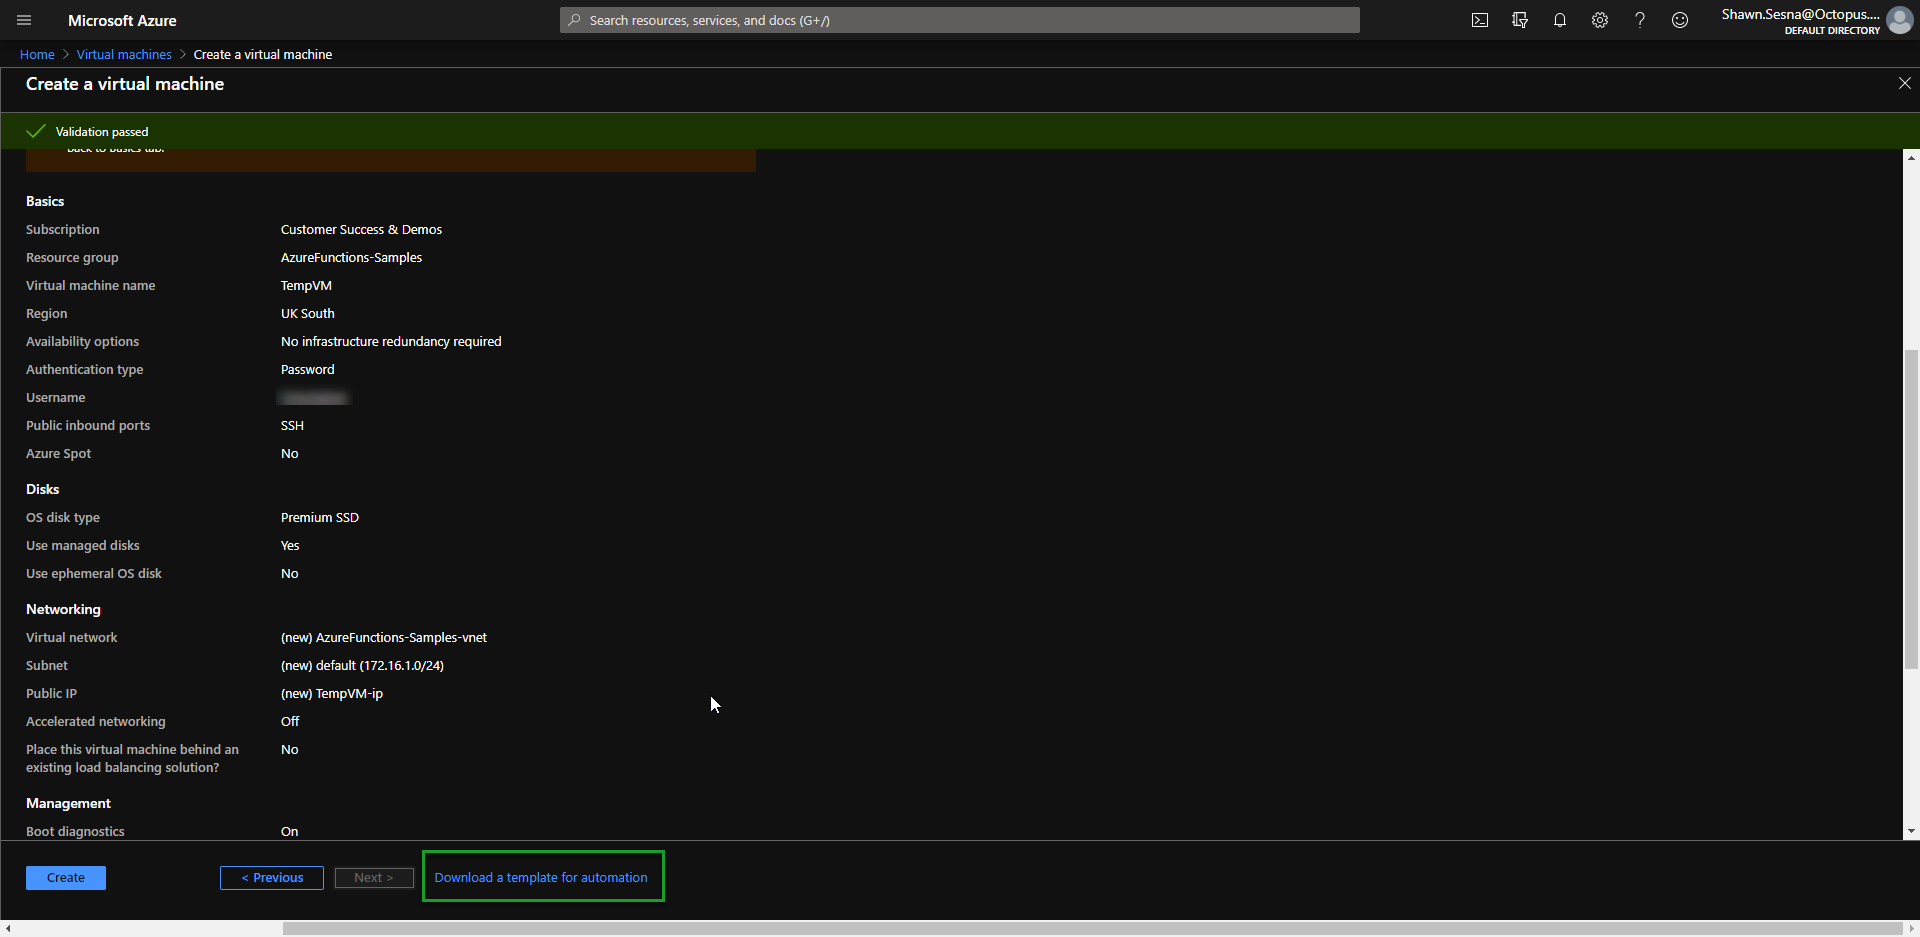 Microsoft Azure
Search resources, services, and docs (G+/)
Shawn.Sesna@Octopus....
DEFAULT DIRECTORY
Home > Virtual machines > Create a virtual machine
Create a virtual machine
Validation passed
back to Basics tab.
Basics
Subscription Customer Success & Demos
Resource group AzureFunctions-Samples
Virtual machine name TempVM
Region UK South
Availability options No infrastructure redundancy required
Authentication type Password
Username
Public inbound ports SSH
Azure Spot No
Disks
OS disk type Premium SSD
Use managed disks Yes
Use ephemeral OS disk No
Networking
Virtual network (new) AzureFunctions-Samples-vnet
Subnet (new) default (172.16.1.0/24)
Public IP (new) TempVM-ip
Accelerated networking Off
Place this virtual machine behind an No
existing load balancing solution?
Management
Boot diagnostics On
Create < Previous Next > Download a template for automation